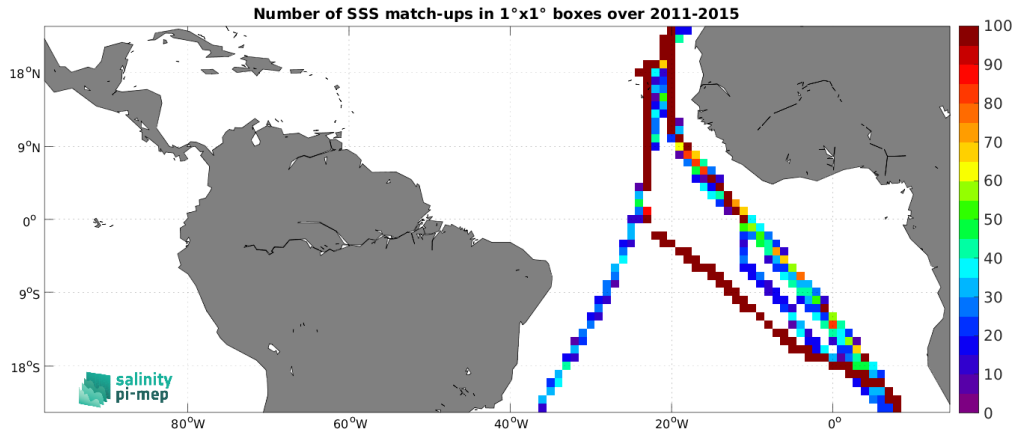 Number of SSS match-ups in 1°x1° boxes over 2011-2015
18°N
9°N
0°
9°S
18°S
80°W
60°W
40°W
20°W
0°
100
90
80
70
60
50
40
30
20
10
0
salinity
pi-mep